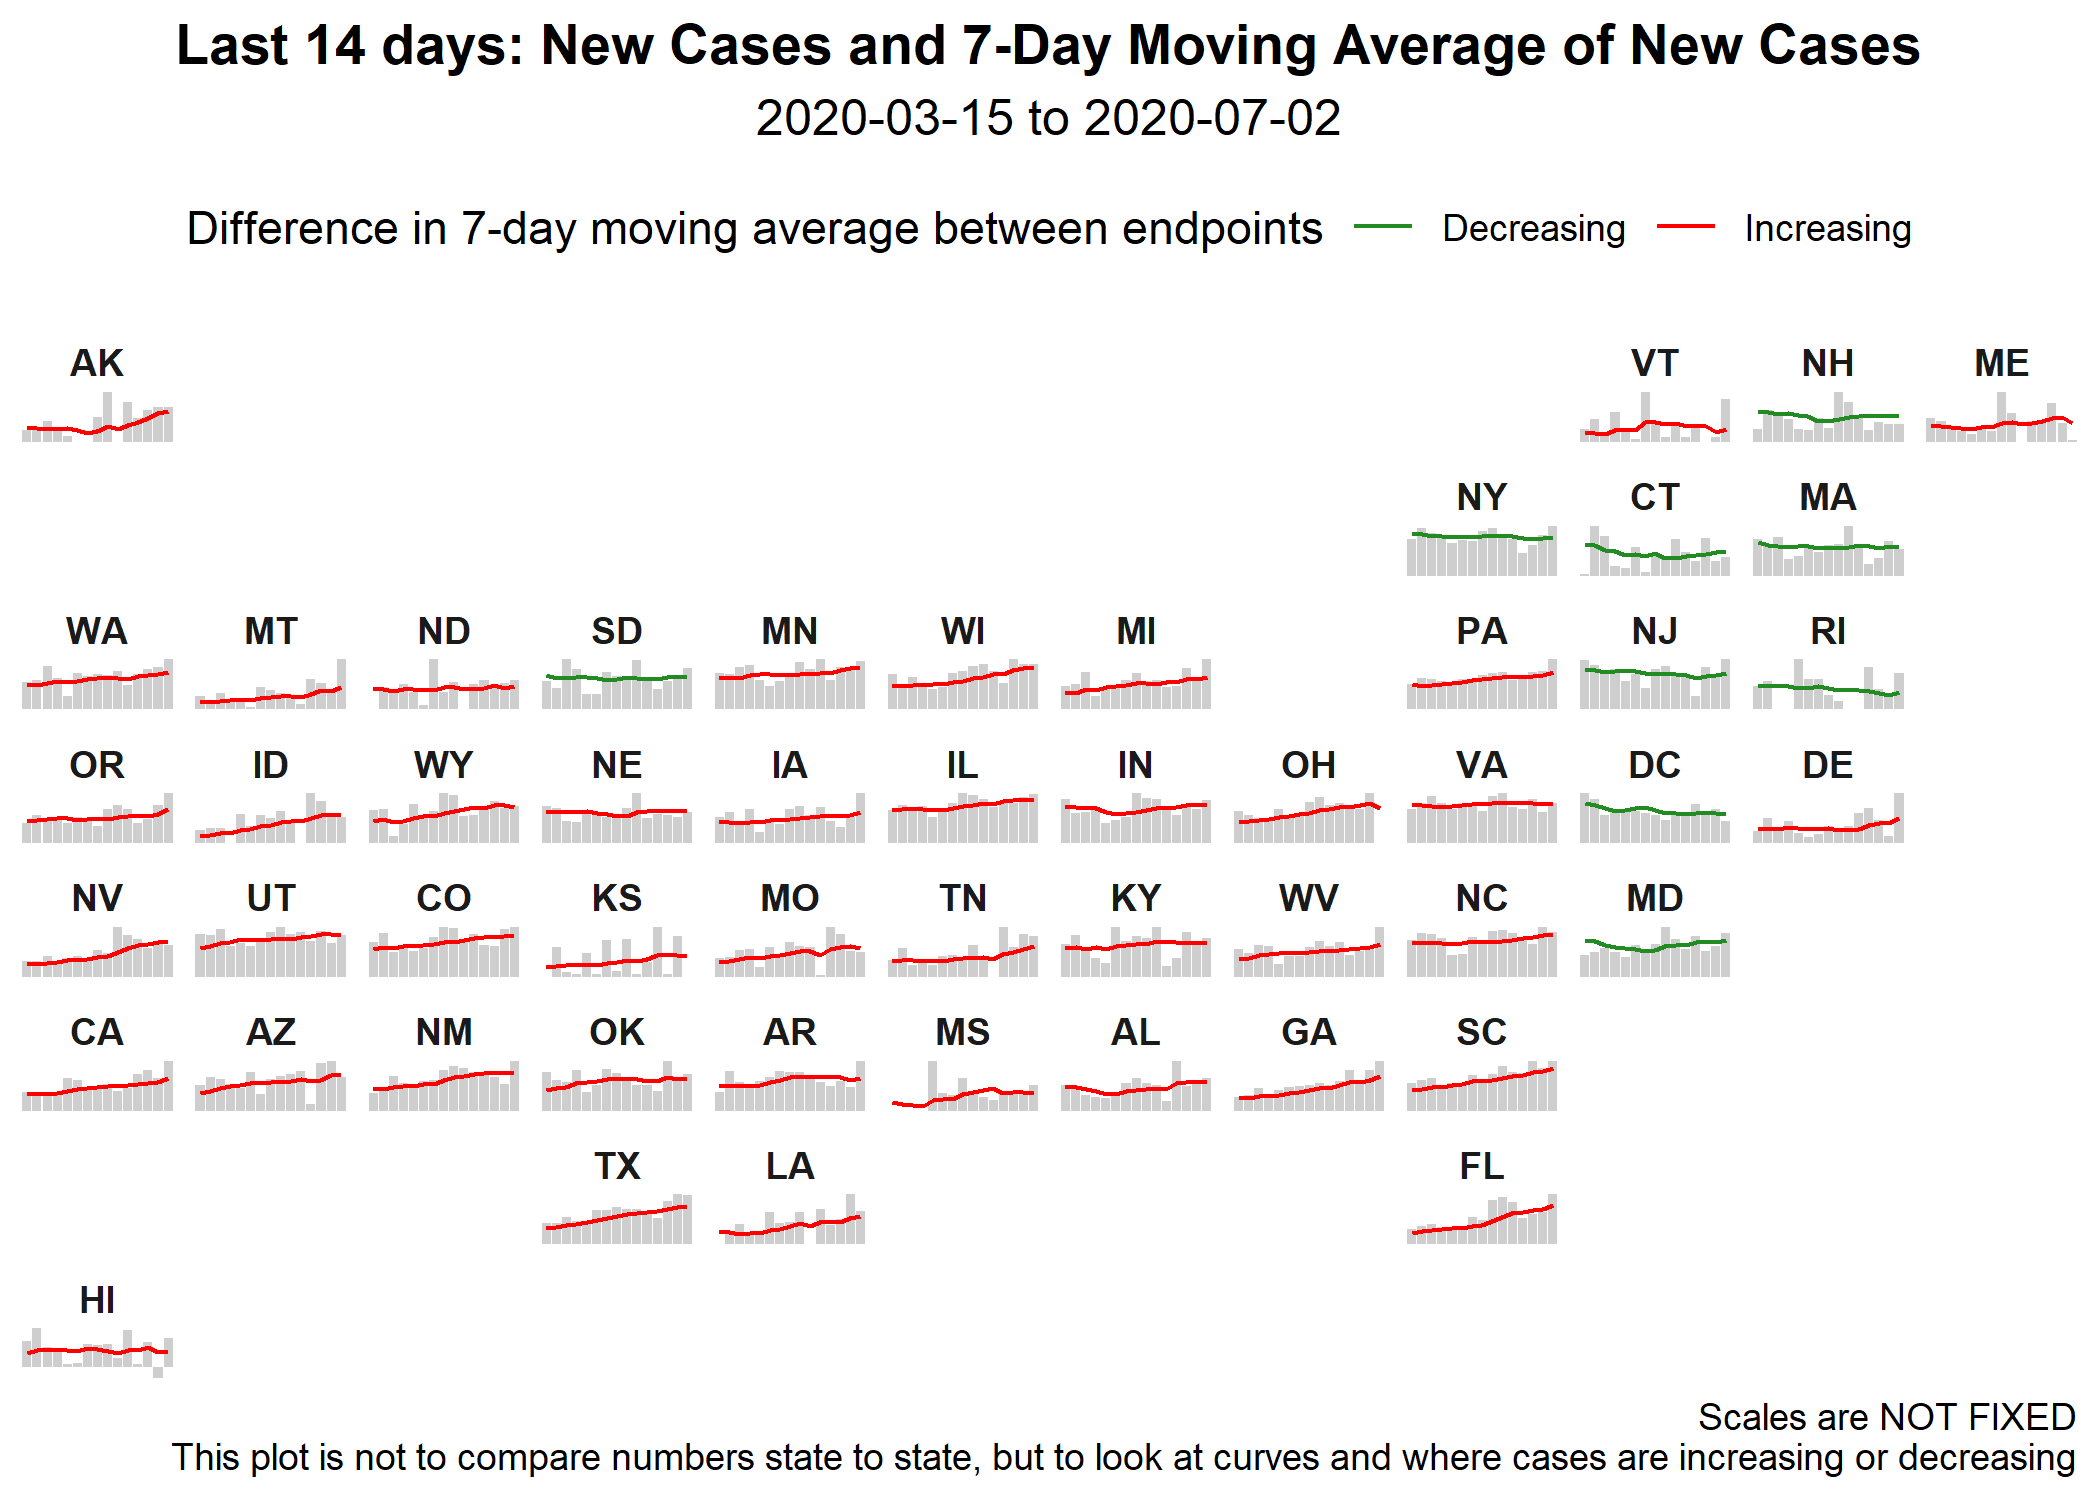 Last 14 days: New Cases and 7-Day Moving Average of New Cases
2020-03-15 to 2020-07-02
Difference in 7-day moving average between endpoints Decreasing Increasing
AK VT NH ME
NY CT MA
WA MT ND SD MN WI MI PA NJ RI
OR ID WY NE IA IL IN OH VA DC DE
NV UT CO KS MO TN KY WV NC MD
CA AZ NM OK AR MS AL GA SC
TX LA FL
HI
Scales are NOT FIXED
This plot is not to compare numbers state to state, but to look at curves and where cases are increasing or decreasing